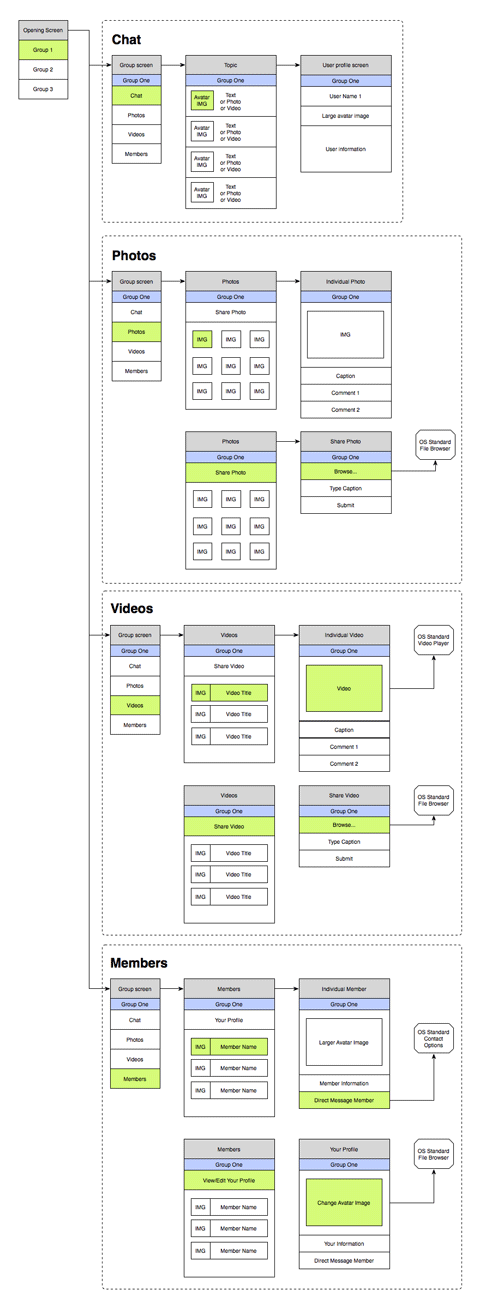 Opening Screen
Group 1
Group 2
Group 3
Chat
Group screen
Group One
Chat
Photos
Videos
Members
Topic
Group One
Avatar
IMG
Text
or Photo
or Video
Avatar
IMG
Text
or Photo
or Video
Avatar
IMG
Text
or Photo
or Video
Avatar
IMG
Text
or Photo
or Video
User profile screen
Group One
User Name 1
Large avatar image
User information
Photos
Group screen
Group One
Chat
Photos
Videos
Members
Photos
Group One
Share Photo
IMG IMG IMG
IMG IMG IMG
IMG IMG IMG
Individual Photo
Group One
IMG
Caption
Comment 1
Comment 2
Photos
Group One
Share Photo
IMG IMG IMG
IMG IMG IMG
IMG IMG IMG
Share Photo
Group One
Browse...
Type Caption
Submit
OS Standard
File Browser
Videos
Group screen
Group One
Chat
Photos
Videos
Members
Videos
Group One
Share Video
IMG Video Title
IMG Video Title
IMG Video Title
Individual Video
Group One
Video
Caption
Comment 1
Comment 2
OS Standard
Video Player
Videos
Group One
Share Video
IMG Video Title
IMG Video Title
IMG Video Title
Share Video
Group One
Browse...
Type Caption
Submit
OS Standard
File Browser
Members
Group screen
Group One
Chat
Photos
Videos
Members
Members
Group One
Your Profile
IMG Member Name
IMG Member Name
IMG Member Name
Individual Member
Group One
Larger Avatar Image
Member Information
Direct Message Member
OS Standard
Contact
Options
Members
Group One
View/Edit Your Profile
IMG Member Name
IMG Member Name
IMG Member Name
Your Profile
Group One
Change Avatar Image
Your Information
Direct Message Member
OS Standard
File Browser